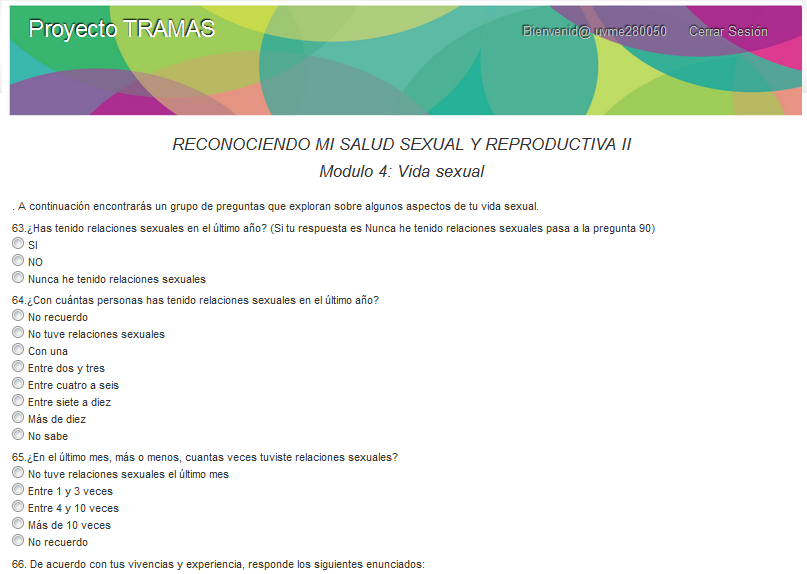 Proyecto TRAMAS
Bienvenid@ uvme280050 Cerrar Sesión
RECONOCIENDO MI SALUD SEXUAL Y REPRODUCTIVA II
Modulo 4: Vida sexual
. A continuación encontrarás un grupo de preguntas que exploran sobre algunos aspectos de tu vida sexual.
63.¿Has tenido relaciones sexuales en el último año? (Si tu respuesta es Nunca he tenido relaciones sexuales pasa a la pregunta 90)
SI
NO
Nunca he tenido relaciones sexuales
64.¿Con cuántas personas has tenido relaciones sexuales en el último año?
No recuerdo
No tuve relaciones sexuales
Con una
Entre dos y tres
Entre cuatro a seis
Entre siete a diez
Más de diez
No sabe
65.¿En el último mes, más o menos, cuantas veces tuviste relaciones sexuales?
No tuve relaciones sexuales el último mes
Entre 1 y 3 veces
Entre 4 y 10 veces
Más de 10 veces
No recuerdo
66. De acuerdo con tus vivencias y experiencia, responde los siguientes enunciados: